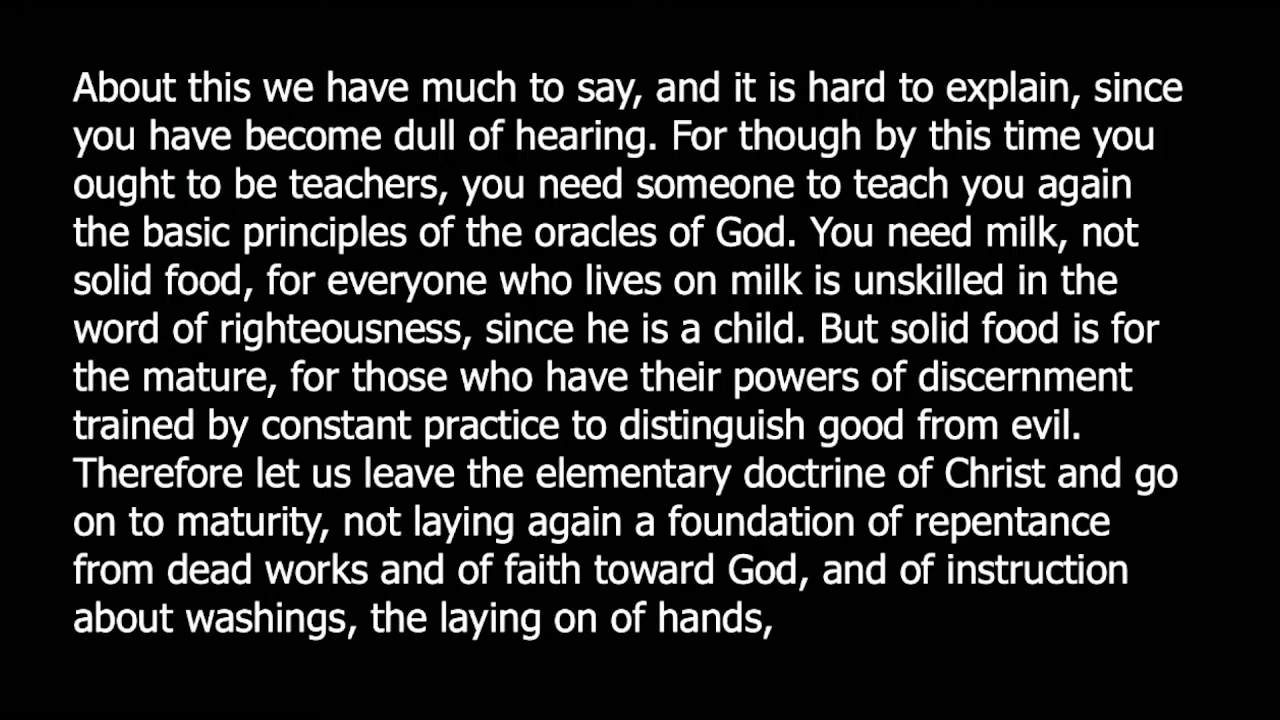 About this we have much to say, and it is hard to explain, since
you have become dull of hearing. For though by this time you
ought to be teachers, you need someone to teach you again
the basic principles of the oracles of God. You need milk, not
solid food, for everyone who lives on milk is unskilled in the
word of righteousness, since he is a child. But solid food is for
the mature, for those who have their powers of discernment
trained by constant practice to distinguish good from evil.
Therefore let us leave the elementary doctrine of Christ and go
on to maturity, not laying again a foundation of repentance
from dead works and of faith toward God, and of instruction
about washings, the laying on of hands,